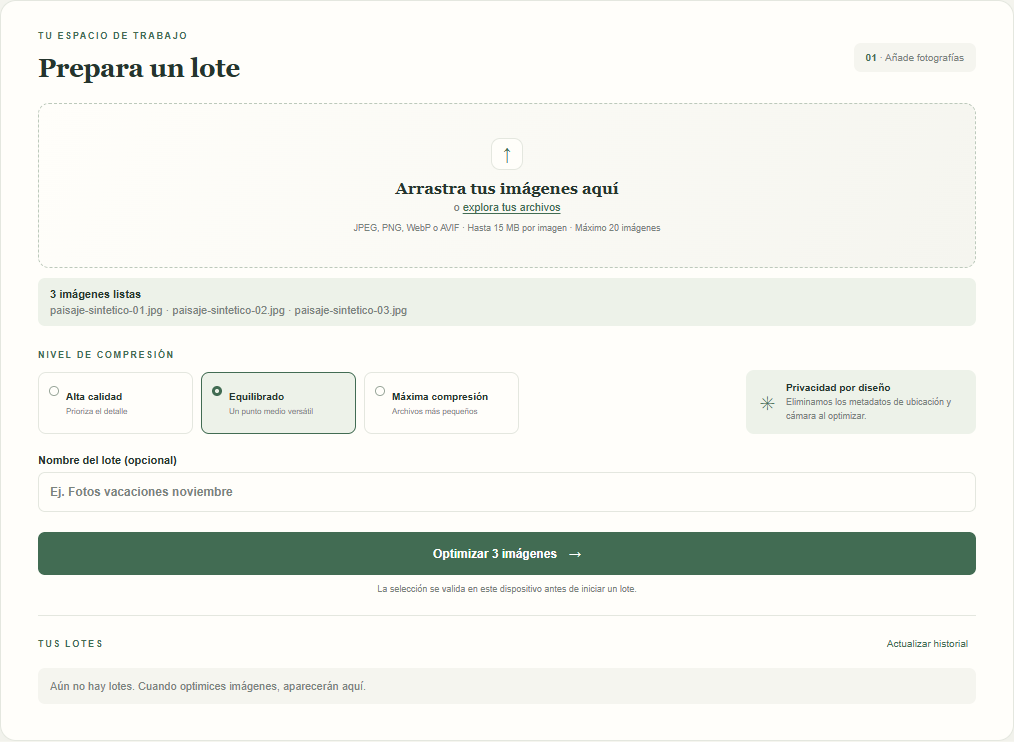 TU ESPACIO DE TRABAJO
Prepara un lote
01 · Añade fotografías
↑
Arrastra tus imágenes aquí
o explora tus archivos
JPEG, PNG, WebP o AVIF · Hasta 15 MB por imagen · Máximo 20 imágenes
3 imágenes listas
paisaje-sintetico-01.jpg · paisaje-sintetico-02.jpg · paisaje-sintetico-03.jpg
NIVEL DE COMPRESIÓN
Alta calidad
Prioriza el detalle
Equilibrado
Un punto medio versátil
Máxima compresión
Archivos más pequeños
Privacidad por diseño
Eliminamos los metadatos de ubicación y
cámara al optimizar.
Nombre del lote (opcional)
Ej. Fotos vacaciones noviembre
Optimizar 3 imágenes →
La selección se valida en este dispositivo antes de iniciar un lote.
TUS LOTES
Actualizar historial
Aún no hay lotes. Cuando optimices imágenes, aparecerán aquí.